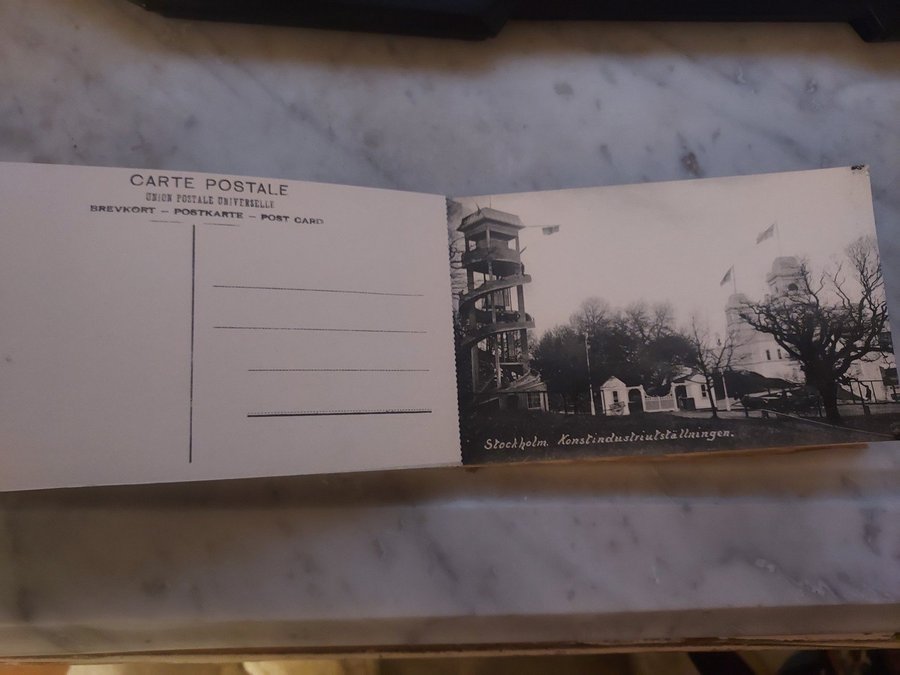 CARTE POSTALE
UNION POSTALE UNIVERSELLE
BREVKORT – POSTKARTE – POST CARD
Stockholm. Konstindustriutställningen.